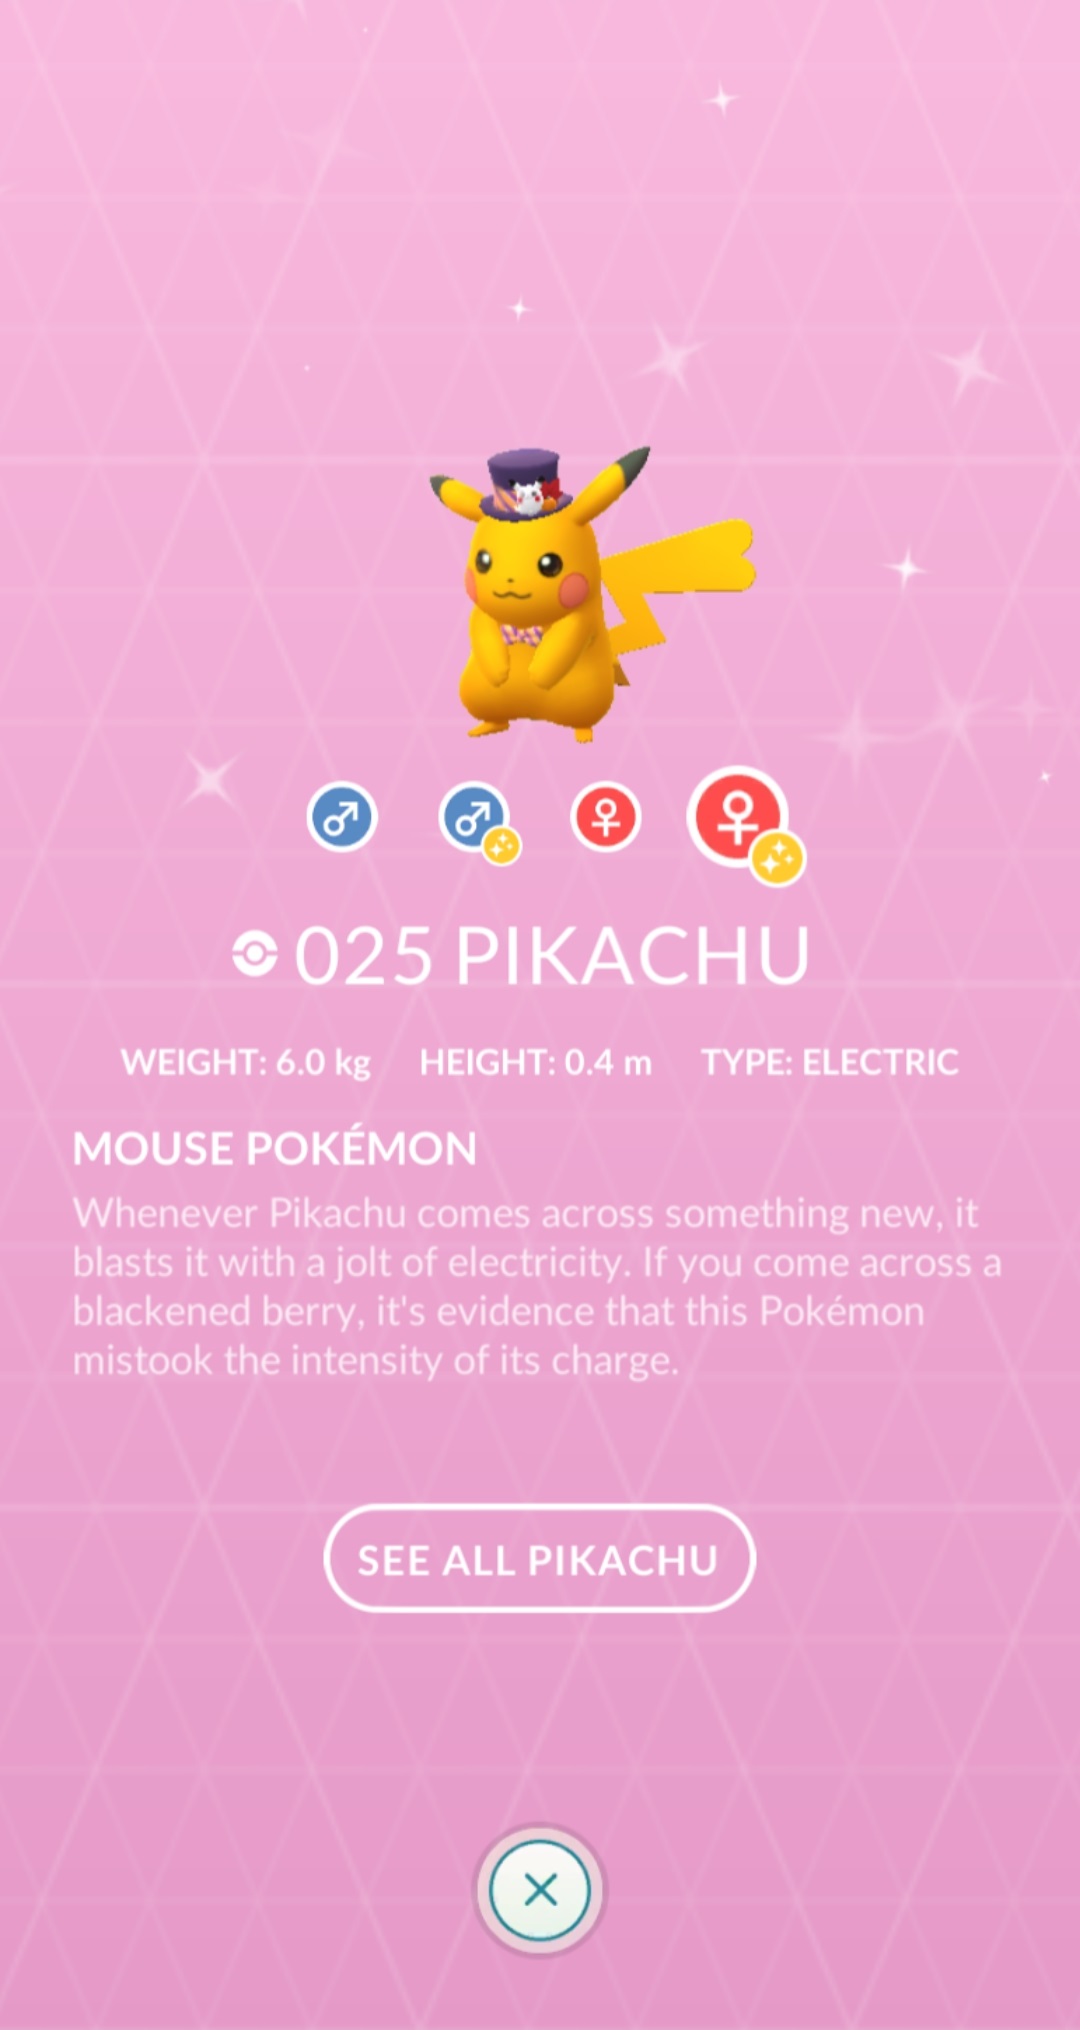 025 PIKACHU
WEIGHT: 6.0 kg HEIGHT: 0.4 m TYPE: ELECTRIC
MOUSE POKÉMON
Whenever Pikachu comes across something new, it
blasts it with a jolt of electricity. If you come across a
blackened berry, it's evidence that this Pokémon
mistook the intensity of its charge.
SEE ALL PIKACHU